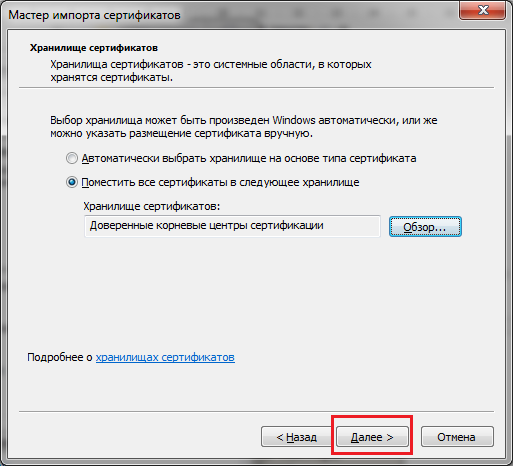 Мастер импорта сертификатов
Хранилище сертификатов
Хранилища сертификатов - это системные области, в которых
хранятся сертификаты.
Выбор хранилища может быть произведен Windows автоматически, или же
можно указать размещение сертификата вручную.
Автоматически выбрать хранилище на основе типа сертификата
Поместить все сертификаты в следующее хранилище
Хранилище сертификатов:
Доверенные корневые центры сертификации
Обзор...
Подробнее о хранилищах сертификатов
< Назад
Далее >
Отмена